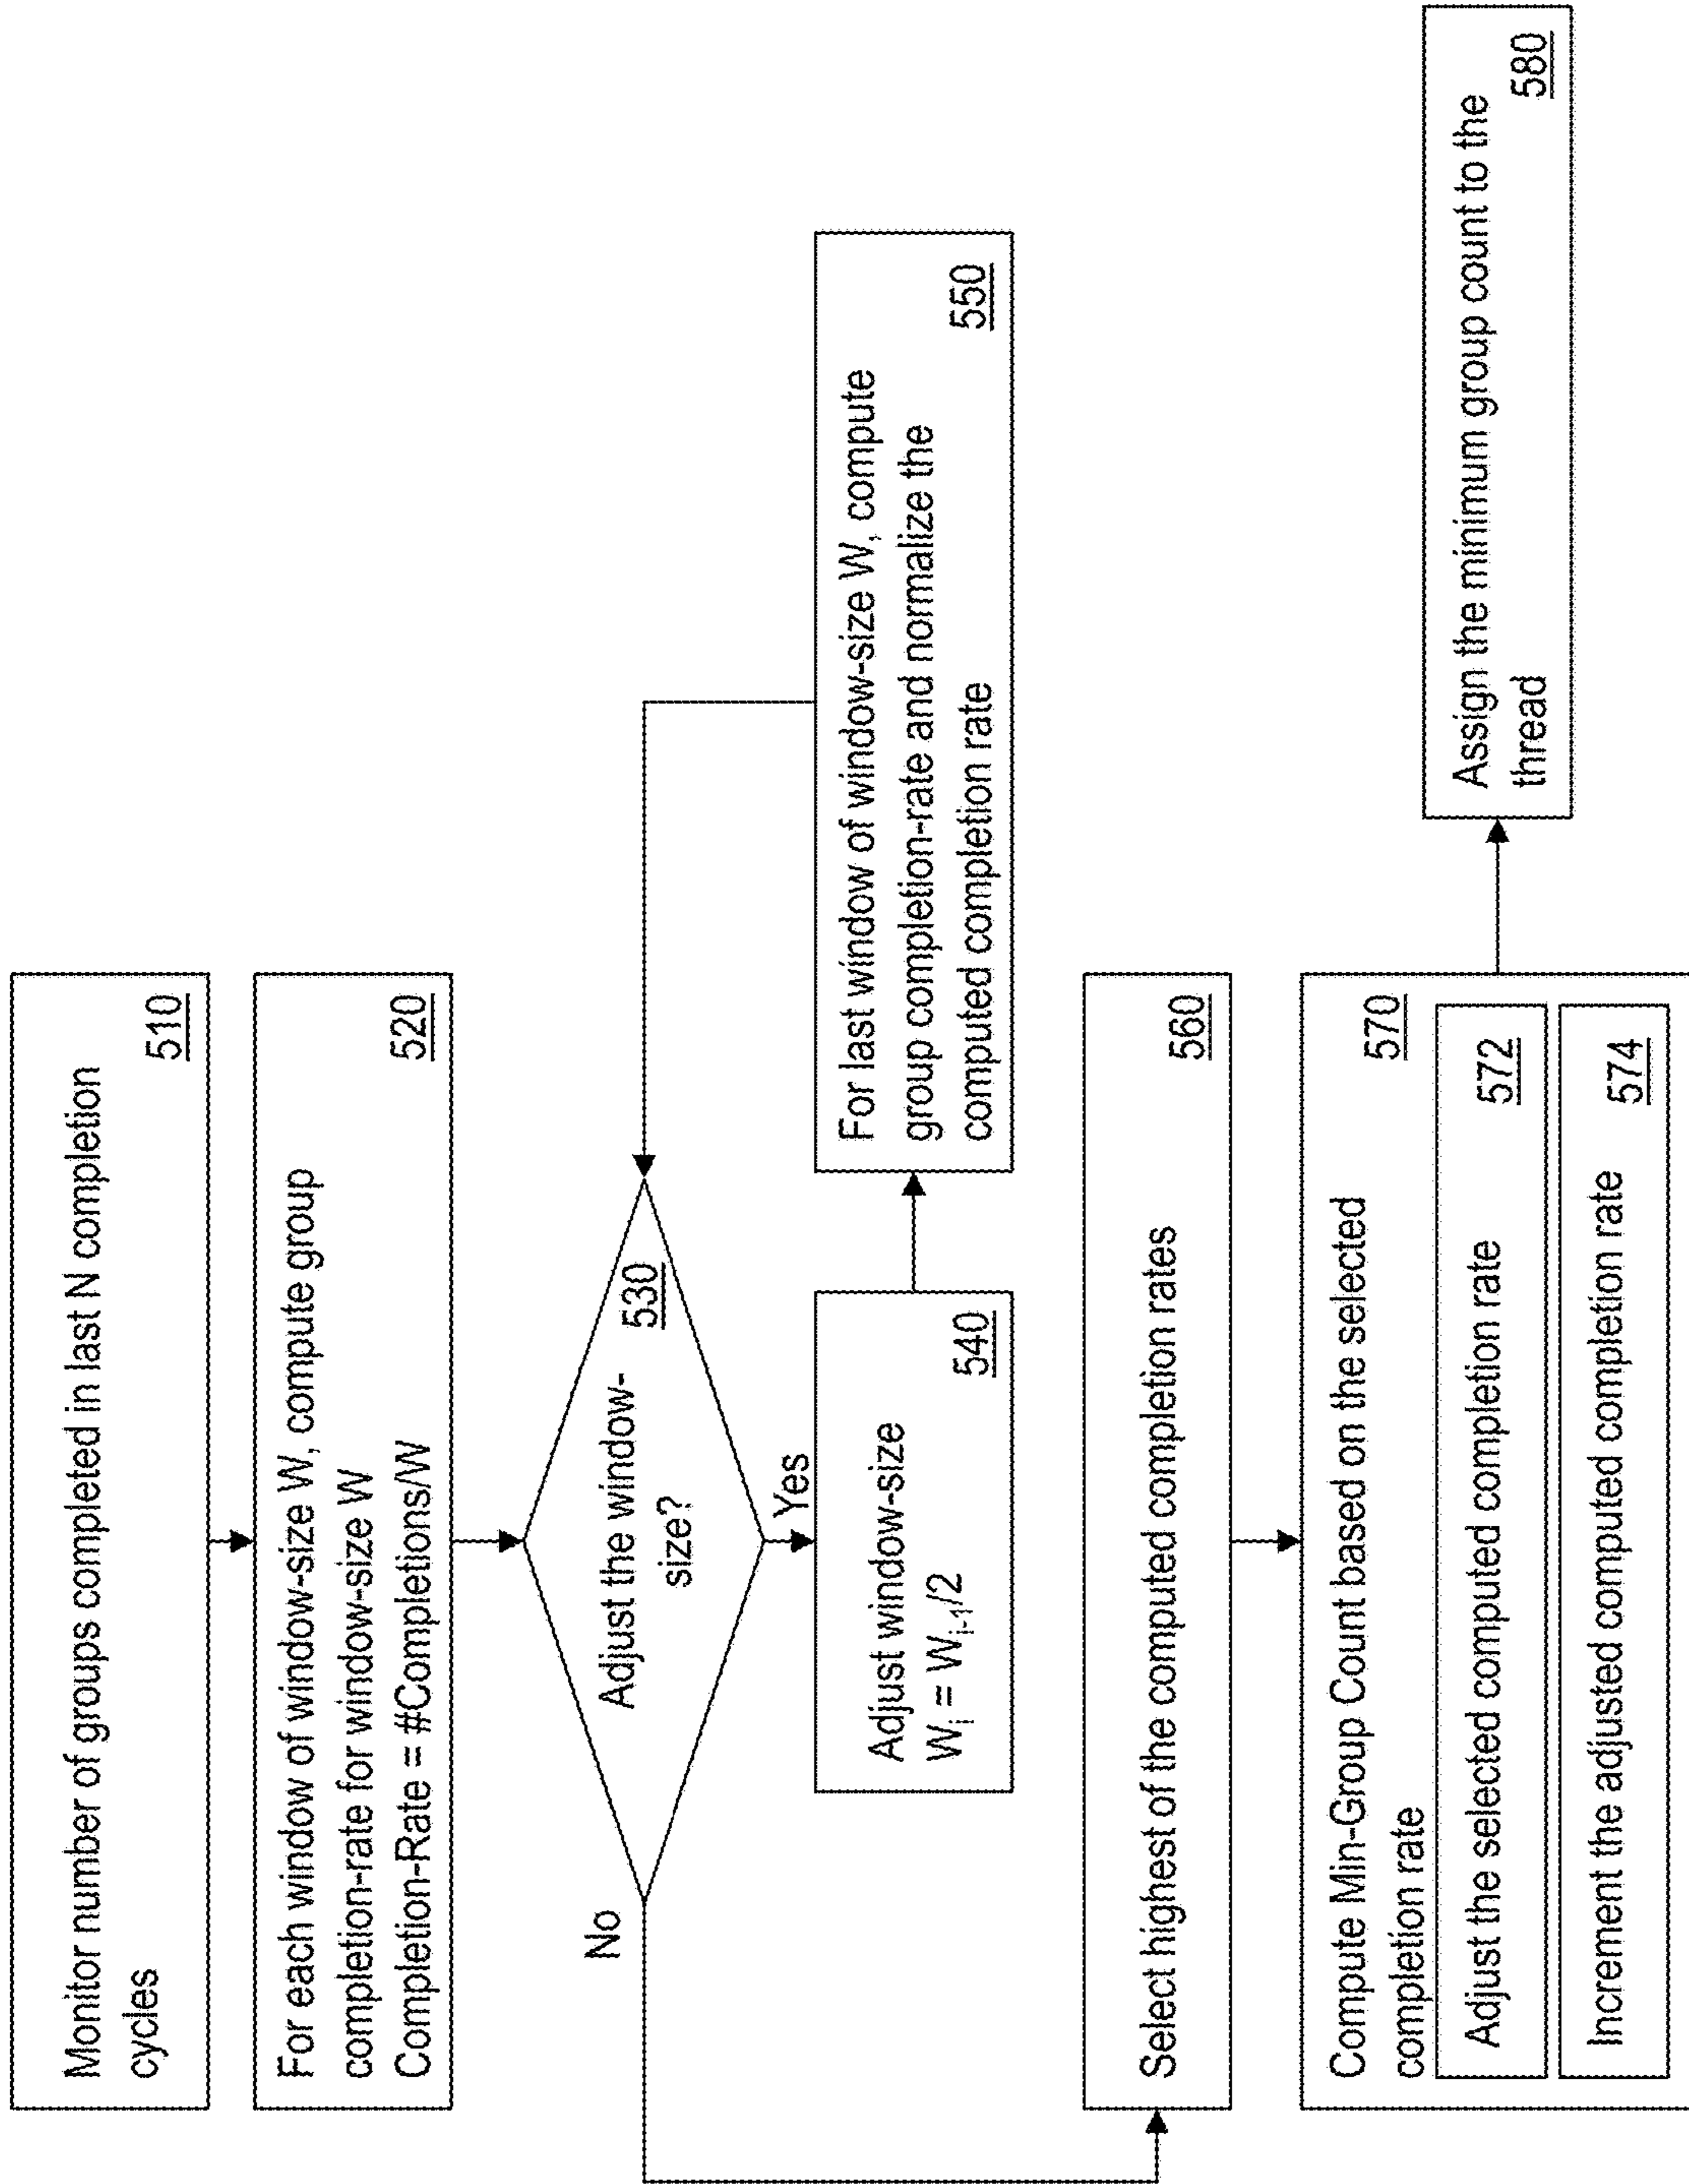 Monitor number of groups completed in last N completion
cycles
510
For each window of window-size W, compute group
completion-rate for window-size W
Completion-Rate = #Completions/W
520
Adjust the window-
size?
530
No
Yes
Adjust window-size
Wᵢ = Wᵢ₋₁/2
540
For last window of window-size W, compute
group completion-rate and normalize the
computed completion rate
550
Select highest of the computed completion rates
560
Compute Min-Group Count based on the selected
completion rate
570
Adjust the selected computed completion rate
572
Increment the adjusted computed completion rate
574
Assign the minimum group count to the
thread
580